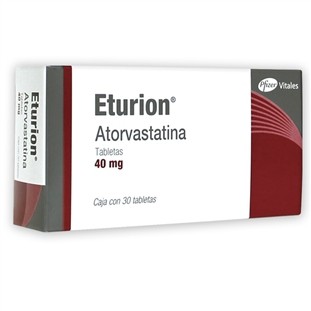 Eturion®
Atorvastatina
40 mg
Eturion®
Atorvastatina
Tabletas
40 mg
Caja con 30 tabletas
Pfizer Vitales